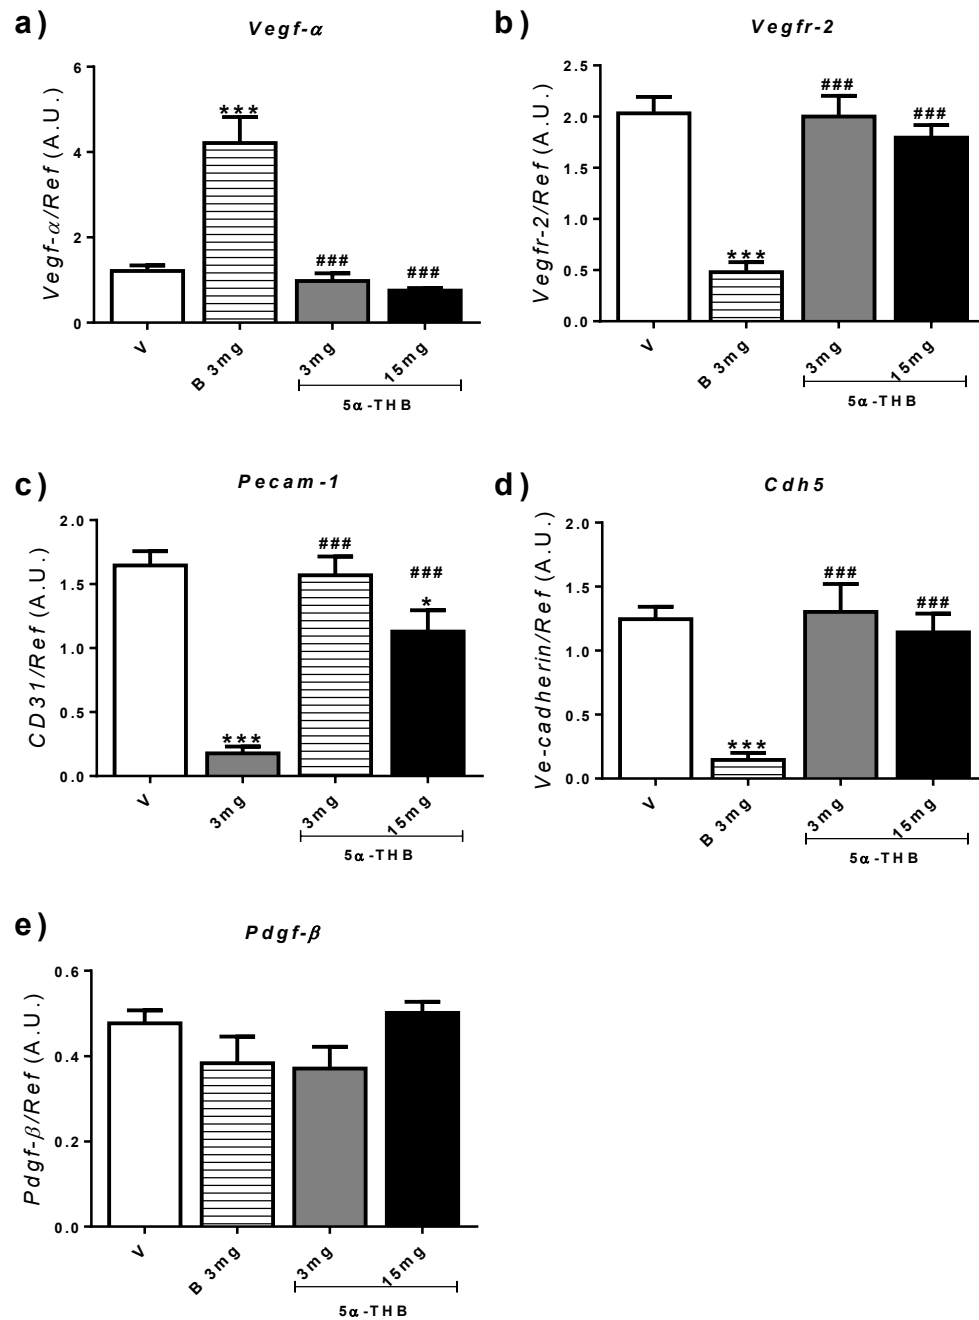 a)
Vegf-α
Vegf-α/Ref (A.U.)
6
4
2
0
***
###
###
V
B 3mg
3mg
15mg
5α-THB
b)
Vegfr-2
Vegfr-2/Ref (A.U.)
2.5
2.0
1.5
1.0
0.5
0.0
***
###
###
V
B 3mg
3mg
15mg
5α-THB
c)
Pecam-1
CD31/Ref (A.U.)
2.0
1.5
1.0
0.5
0.0
***
###
###
*
V
3mg
3mg
15mg
5α-THB
d)
Cdh5
Ve-cadherin/Ref (A.U.)
2.0
1.5
1.0
0.5
0.0
***
###
###
V
B 3mg
3mg
15mg
5α-THB
e)
Pdgf-β
Pdgf-β/Ref (A.U.)
0.6
0.4
0.2
0.0
V
B 3mg
3mg
15mg
5α-THB